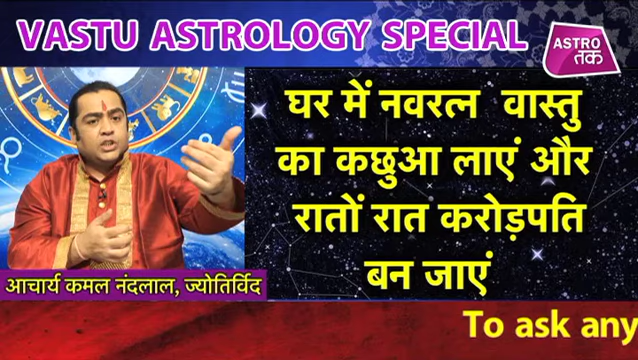 VASTU ASTROLOGY SPECIAL
ASTRO
तक
घर में नवरत्न वास्तु
का कछुआ लाएं और
रातों रात करोड़पति
बन जाएं
आचार्य कमल नंदलाल, ज्योतिर्विद
To ask any